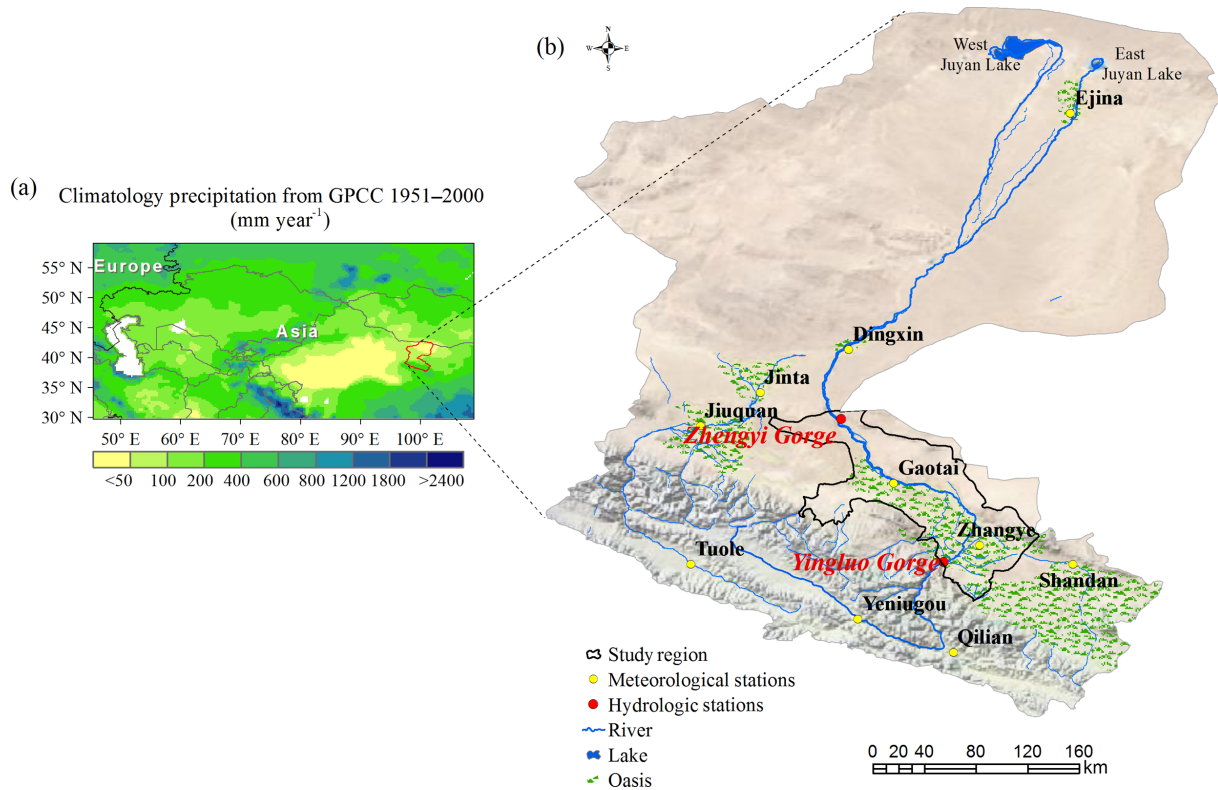 (a)
Climatology precipitation from GPCC 1951–2000
(mm year-1)
Europe
Asia
55° N
50° N
45° N
40° N
35° N
30° N
50° E
60° E
70° E
80° E
90° E
100° E
<50
100
200
400
600
800
1200
1800
>2400
(b)
N
W
E
S
West
Juyan Lake
East
Juyan Lake
Ejina
Dingxin
Jinta
Jiuquan
Zhengyi Gorge
Gaotai
Zhangye
Tuole
Yingluo Gorge
Shandan
Yeniugou
Qilian
Study region
Meteorological stations
Hydrologic stations
River
Lake
Oasis
0 20 40 80 120 160
km